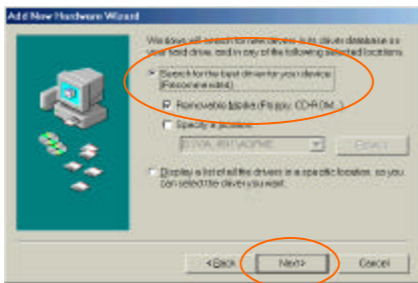 Add New Hardware Wizard
Windows will search for new drivers in its driver database on
your hard drive, and in any of the following selected locations.
Search for the best driver for your device.
(Recommended).
Removable Media (Floppy, CD-ROM...)
Specify a location:
Display a list of all the drivers in a specific location, so you
can select the driver you want.
<Back
Next>
Cancel